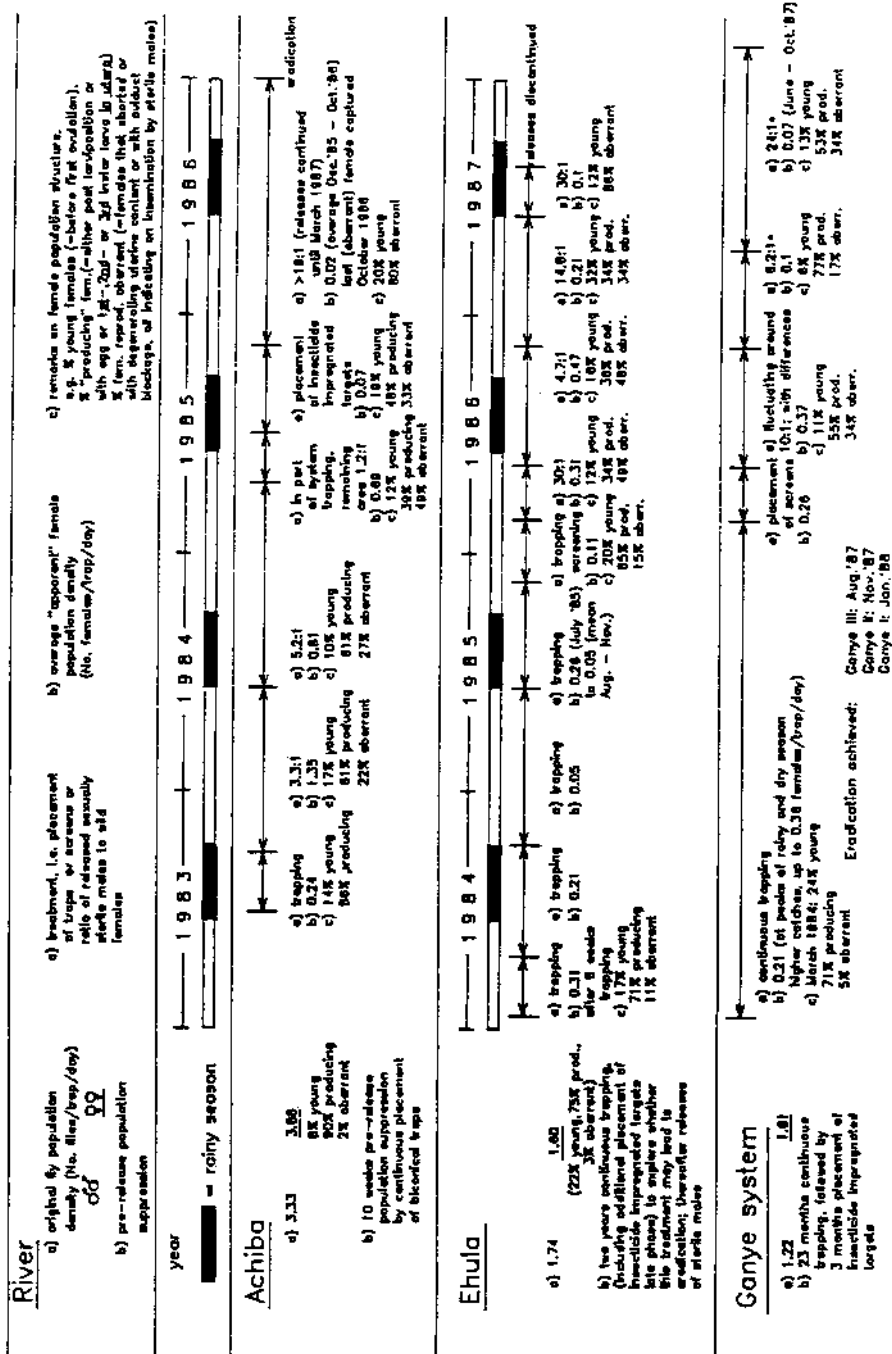 River
a) original fly population
density (No. flies/trap/day)
♂♂ ♀♀
b) pre-release population
suppression
a) treatment, i.e. placement
of traps or screens or
ratio of released sexually
sterile males to wild
females
b) average "apparent" female
population density
(No. females/trap/day)
c) remarks on female population structure,
e.g. % young females (=before first ovulation),
% "producing" fem.(=either post larviposition or
with egg or 1st-, 2nd- or 3rd instar larva in utero)
% fem. reprod. aberrant (=females that aborted or
with degenerating uterine content or with oviduct
blockage, all indicating an insemination by sterile males)
year
= rainy season
1983
1984
1985
1986
Achiba
a) 3.33 3.88
8% young
90% producing
2% aberrant
b) 10 weeks pre-release
population suppression
by continuous placement
of biconical traps
a) trapping
b) 0.24
c) 14% young
86% producing
a) 3.3:1
b) 1.35
c) 17% young
61% producing
22% aberrant
a) 5.2:1
b) 0.81
c) 10% young
61% producing
27% aberrant
a) in part
of system
trapping,
remaining
area 1.2:1
b) 0.69
c) 12% young
39% producing
49% aberrant
a) placement
of insecticide
impregnated
targets
b) 0.07
c) 19% young
48% producing
33% aberrant
a) >18:1 (releases continued
until March 1987)
b) 0.02 (average Dec.'85 - Oct.'86)
last (aberrant) female captured
October 1986
c) 20% young
80% aberrant
eradication
Ehula
1984
1985
1986
1987
a) 1.74 1.60
(22% young,75% prod.,
3% aberrant)
b) two years continuous trapping,
(including additional placement of
insecticide impregnated targets
late phase) to explore whether
this treatment may lead to
eradication; thereafter releases
of sterile males
a) trapping
b) 0.31
after 6 weeks
trapping
c) 17% young
71% producing
11% aberrant
a) trapping
b) 0.21
a) trapping
b) 0.05
a) trapping
b) 0.26 (July '85)
to 0.05 (mean
Aug. - Nov.)
a) trapping
screening
b) 0.11
c) 20% young
65% prod.
15% aberr.
a) 30:1
b) 0.31
c) 12% young
34% prod.
49% aberr.
a) 4.7:1
b) 0.47
c) 16% young
38% prod.
48% aberr.
a) 14.8:1
b) 0.21
c) 32% young
34% prod.
34% aberr.
a) 30:1
b) 0.1
c) 12% young
88% aberrant
releases discontinued
Ganye system
a) 1.22 1.81
b) 23 months continuous
trapping, followed by
3 months placement of
insecticide impregnated
targets
a) continuous trapping
b) 0.21 (at peaks of rainy and dry season
higher catches, up to 0.38 females/trap/day)
c) March 1984: 24% young
71% producing
5% aberrant
a) placement
of screens
b) 0.26
a) fluctuating around
10:1; with differences
b) 0.37
c) 11% young
55% prod.
34% aberr.
a) 6.2:1*
b) 0.1
c) 6% young
77% prod.
17% aberr.
a) 24:1*
b) 0.07 (June - Oct.'87)
c) 13% young
53% prod.
34% aberrant
Eradication achieved: Ganye III: Aug.'87
Ganye II: Nov.'87
Ganye I: Jan.'88